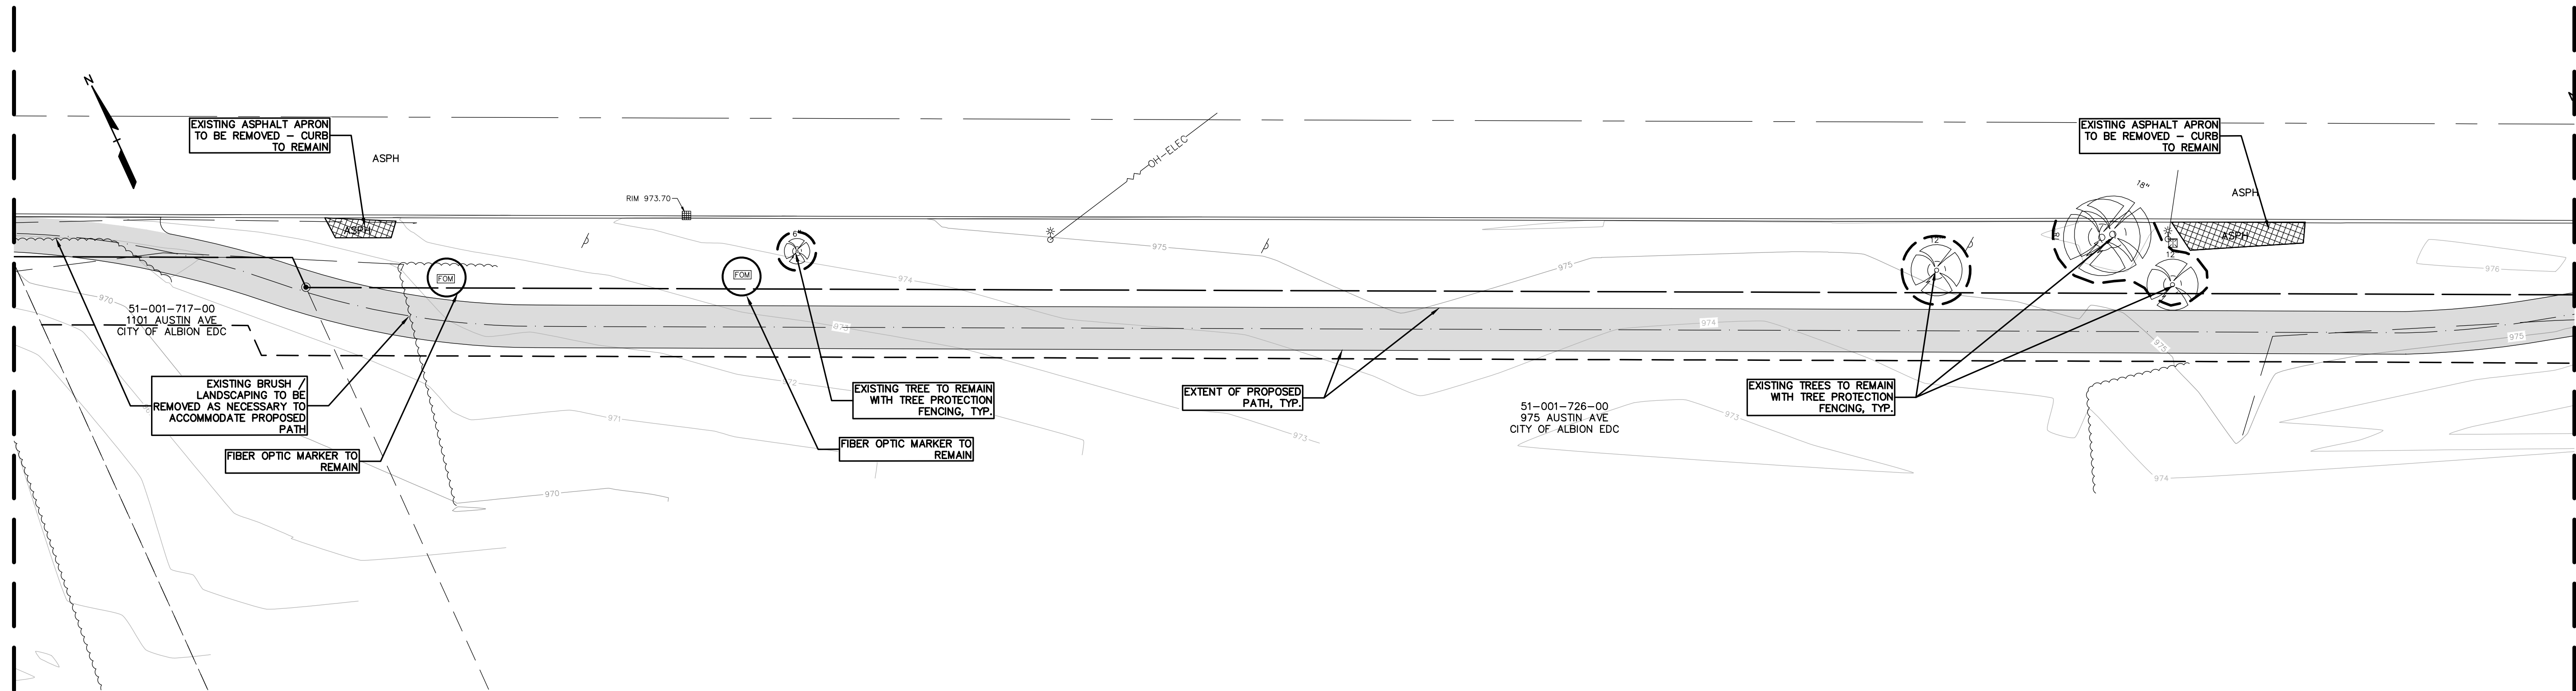 N
EXISTING ASPHALT APRON
TO BE REMOVED – CURB
TO REMAIN
ASPH
ASPH
RIM 973.70
OH-ELEC
EXISTING ASPHALT APRON
TO BE REMOVED – CURB
TO REMAIN
ASPH
ASPH
18"
18
12
12
6"
FOM
FOM
975
974
975
976
970
973
974
975
975
972
971
973
973
970
974
51-001-717-00
1101 AUSTIN AVE
CITY OF ALBION EDC
EXISTING BRUSH /
LANDSCAPING TO BE
REMOVED AS NECESSARY TO
ACCOMMODATE PROPOSED
PATH
FIBER OPTIC MARKER TO
REMAIN
EXISTING TREE TO REMAIN
WITH TREE PROTECTION
FENCING, TYP.
FIBER OPTIC MARKER TO
REMAIN
EXTENT OF PROPOSED
PATH, TYP.
51-001-726-00
975 AUSTIN AVE
CITY OF ALBION EDC
EXISTING TREES TO REMAIN
WITH TREE PROTECTION
FENCING, TYP.